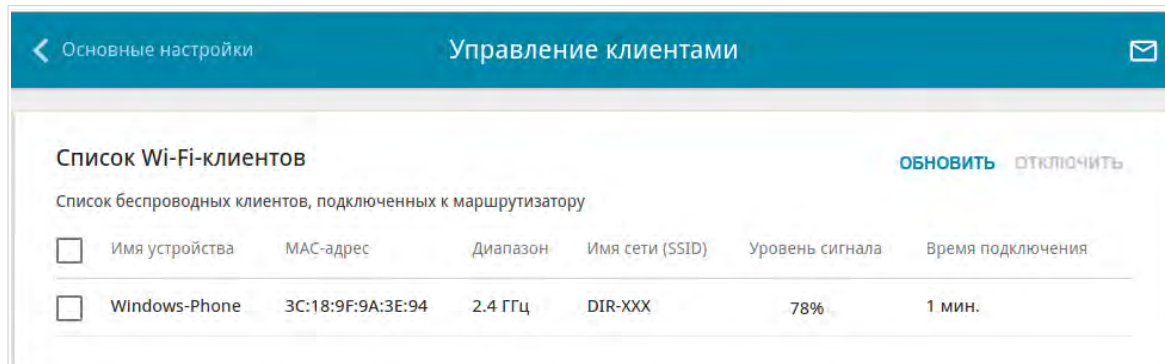 Основные настройки Управление клиентами
Список Wi-Fi-клиентов ОБНОВИТЬ ОТКЛЮЧИТЬ
Список беспроводных клиентов, подключенных к маршрутизатору
Имя устройства MAC-адрес Диапазон Имя сети (SSID) Уровень сигнала Время подключения
Windows-Phone 3C:18:9F:9A:3E:94 2.4 ГГц DIR-XXX 78% 1 мин.